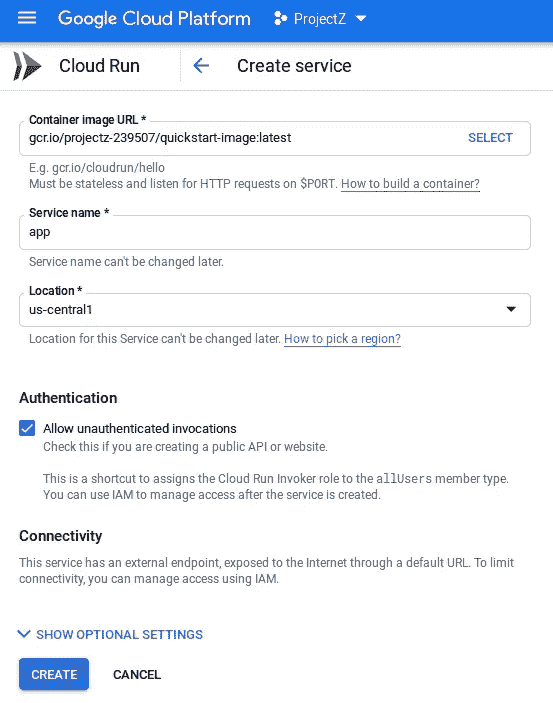 Google Cloud Platform ProjectZ
Cloud Run Create service
Container image URL *
gcr.io/projectz-239507/quickstart-image:latest SELECT
E.g. gcr.io/cloudrun/hello
Must be stateless and listen for HTTP requests on $PORT. How to build a container?
Service name *
app
Service name can't be changed later.
Location *
us-central1
Location for this Service can't be changed later. How to pick a region?
Authentication
Allow unauthenticated invocations
Check this if you are creating a public API or website.
This is a shortcut to assigns the Cloud Run Invoker role to the allUsers member type.
You can use IAM to manage access after the service is created.
Connectivity
This service has an external endpoint, exposed to the Internet through a default URL. To limit
connectivity, you can manage access using IAM.
SHOW OPTIONAL SETTINGS
CREATE CANCEL